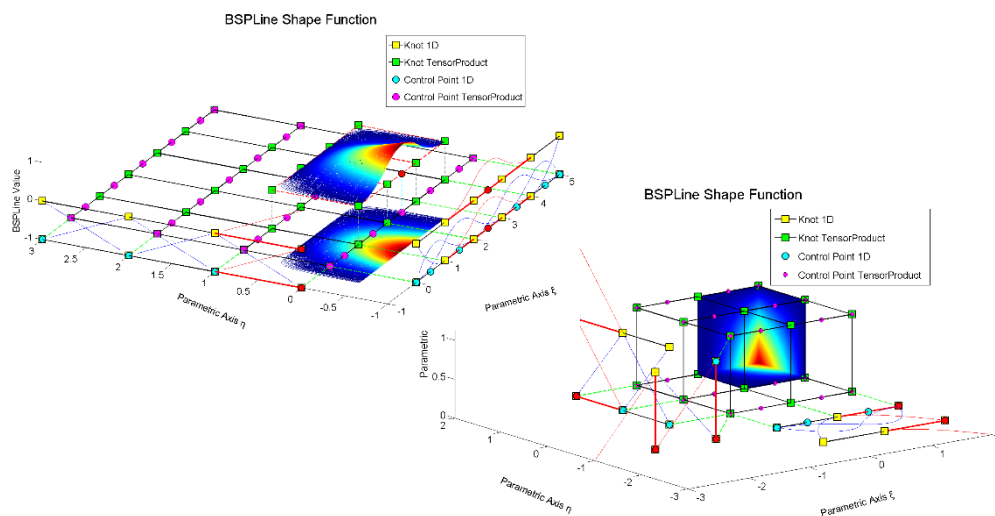 BSPLine Shape Function
Knot 1D
Knot TensorProduct
Control Point 1D
Control Point TensorProduct
BSPLine Value
1
0
-1
3
2.5
2
1.5
1
0.5
0
-0.5
-1
Parametric Axis η
-1
0
1
2
3
4
5
Parametric Axis ξ
BSPLine Shape Function
Knot 1D
Knot TensorProduct
Control Point 1D
Control Point TensorProduct
Parametric
1
0.5
0
2
1
0
-1
-2
-3
Parametric Axis η
-3
-2
-1
0
1
Parametric Axis ξ